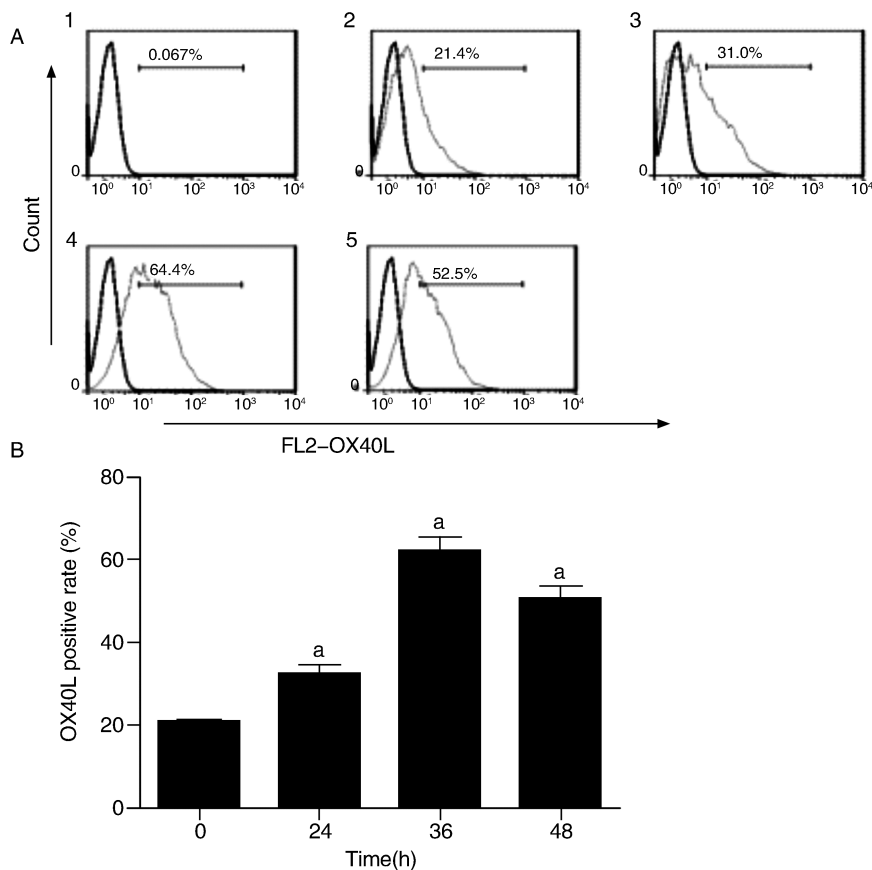 A
1
0.067%
0
10⁰ 10¹ 10² 10³ 10⁴
2
21.4%
0
10⁰ 10¹ 10² 10³ 10⁴
3
31.0%
0
10⁰ 10¹ 10² 10³ 10⁴
Count
4
64.4%
0
10⁰ 10¹ 10² 10³ 10⁴
5
52.5%
0
10⁰ 10¹ 10² 10³ 10⁴
FL2–OX40L
B
OX40L positive rate (%)
80
60
40
20
0
a
a
a
0 24 36 48
Time(h)